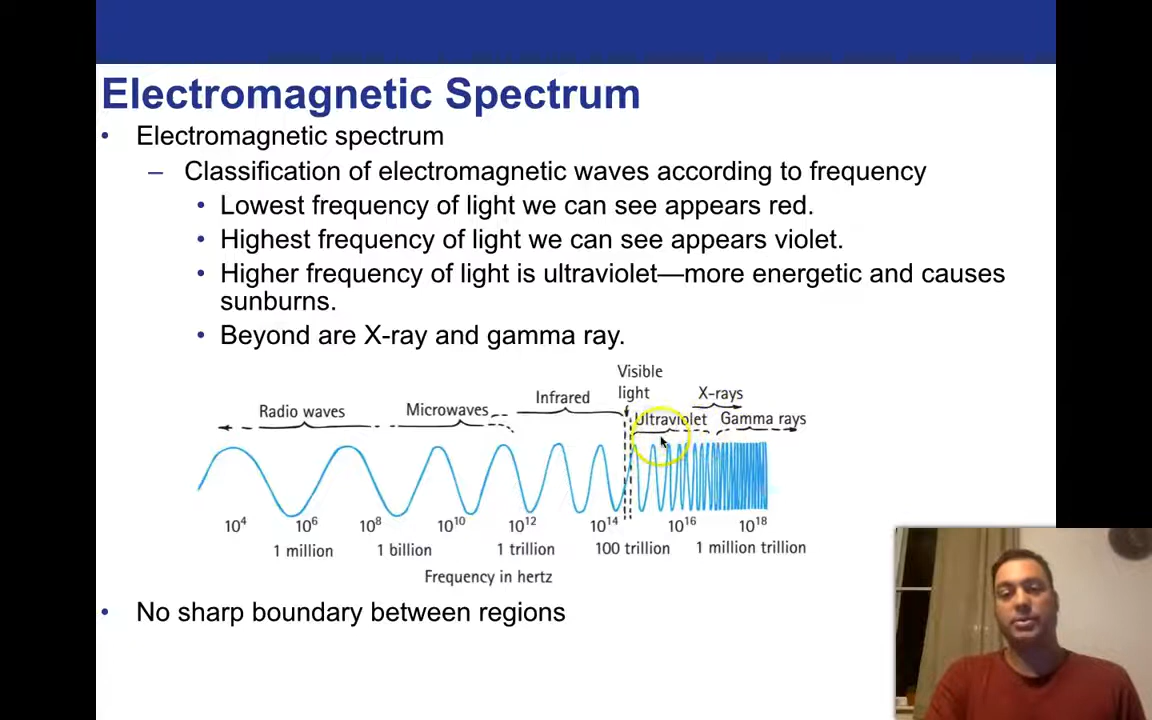 Electromagnetic Spectrum
• Electromagnetic spectrum
– Classification of electromagnetic waves according to frequency
• Lowest frequency of light we can see appears red.
• Highest frequency of light we can see appears violet.
• Higher frequency of light is ultraviolet—more energetic and causes
sunburns.
• Beyond are X-ray and gamma ray.
Visible
light
Radio waves
Microwaves
Infrared
Ultraviolet
X-rays
Gamma rays
10⁴ 10⁶ 10⁸ 10¹⁰ 10¹² 10¹⁴ 10¹⁶ 10¹⁸
1 million 1 billion 1 trillion 100 trillion 1 million trillion
Frequency in hertz
• No sharp boundary between regions